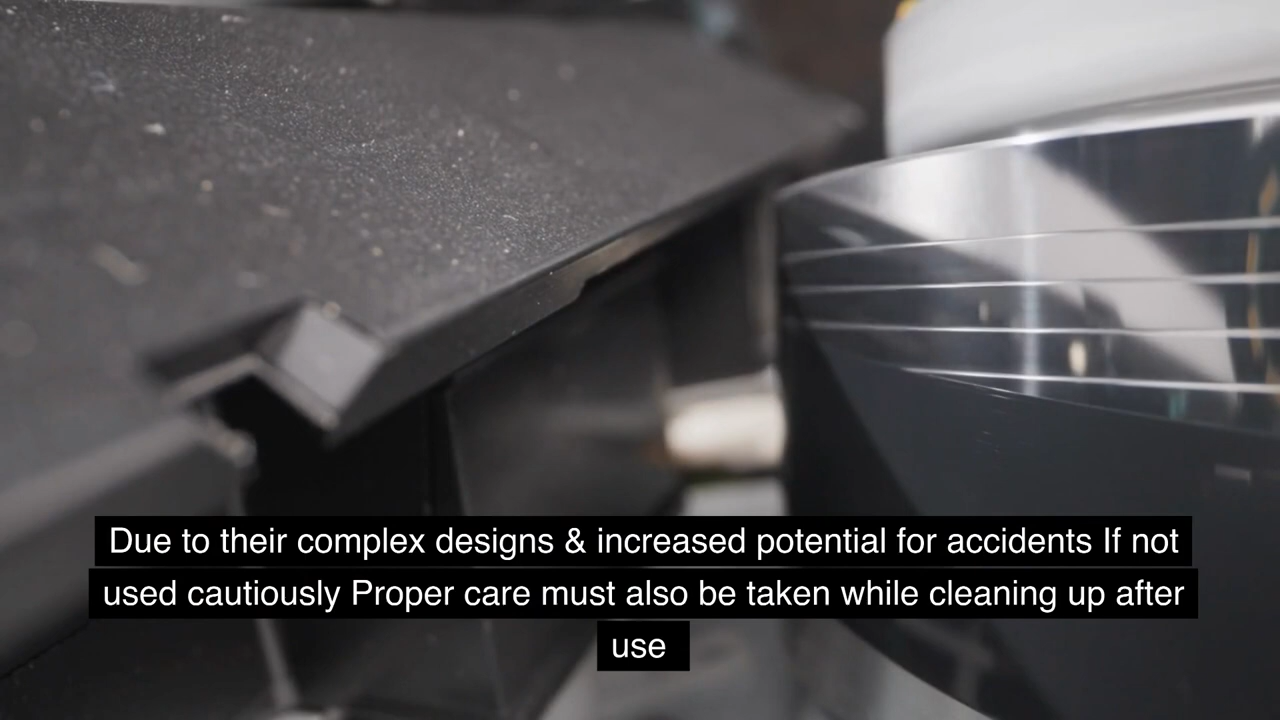 Due to their complex designs & increased potential for accidents If not
used cautiously Proper care must also be taken while cleaning up after
use